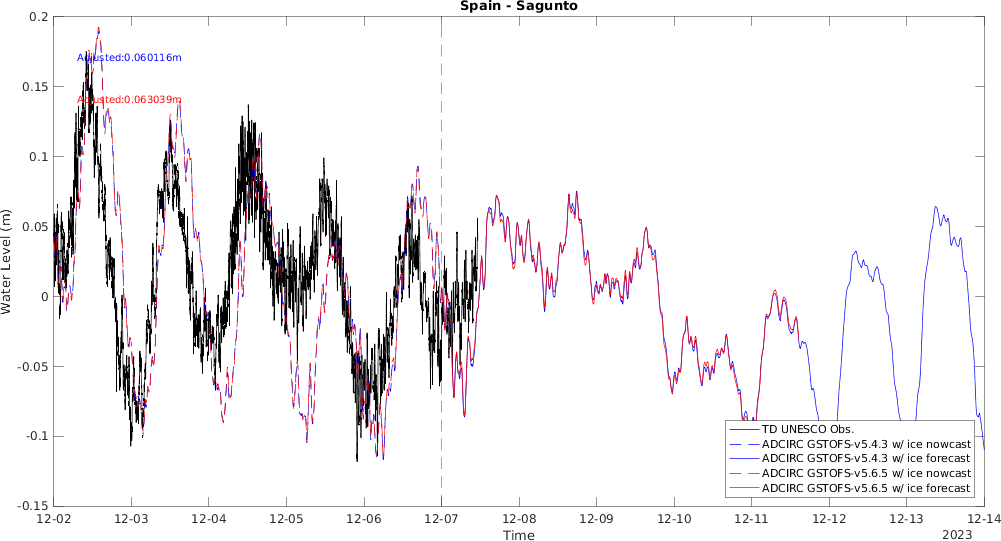 Spain - Sagunto
0.2
0.15
0.1
0.05
0
-0.05
-0.1
-0.15
Water Level (m)
Adjusted:0.060116m
Adjusted:0.063039m
TD UNESCO Obs.
ADCIRC GSTOFS-v5.4.3 w/ ice nowcast
ADCIRC GSTOFS-v5.4.3 w/ ice forecast
ADCIRC GSTOFS-v5.6.5 w/ ice nowcast
ADCIRC GSTOFS-v5.6.5 w/ ice forecast
12-02 12-03 12-04 12-05 12-06 12-07 12-08 12-09 12-10 12-11 12-12 12-13 12-14
Time
2023